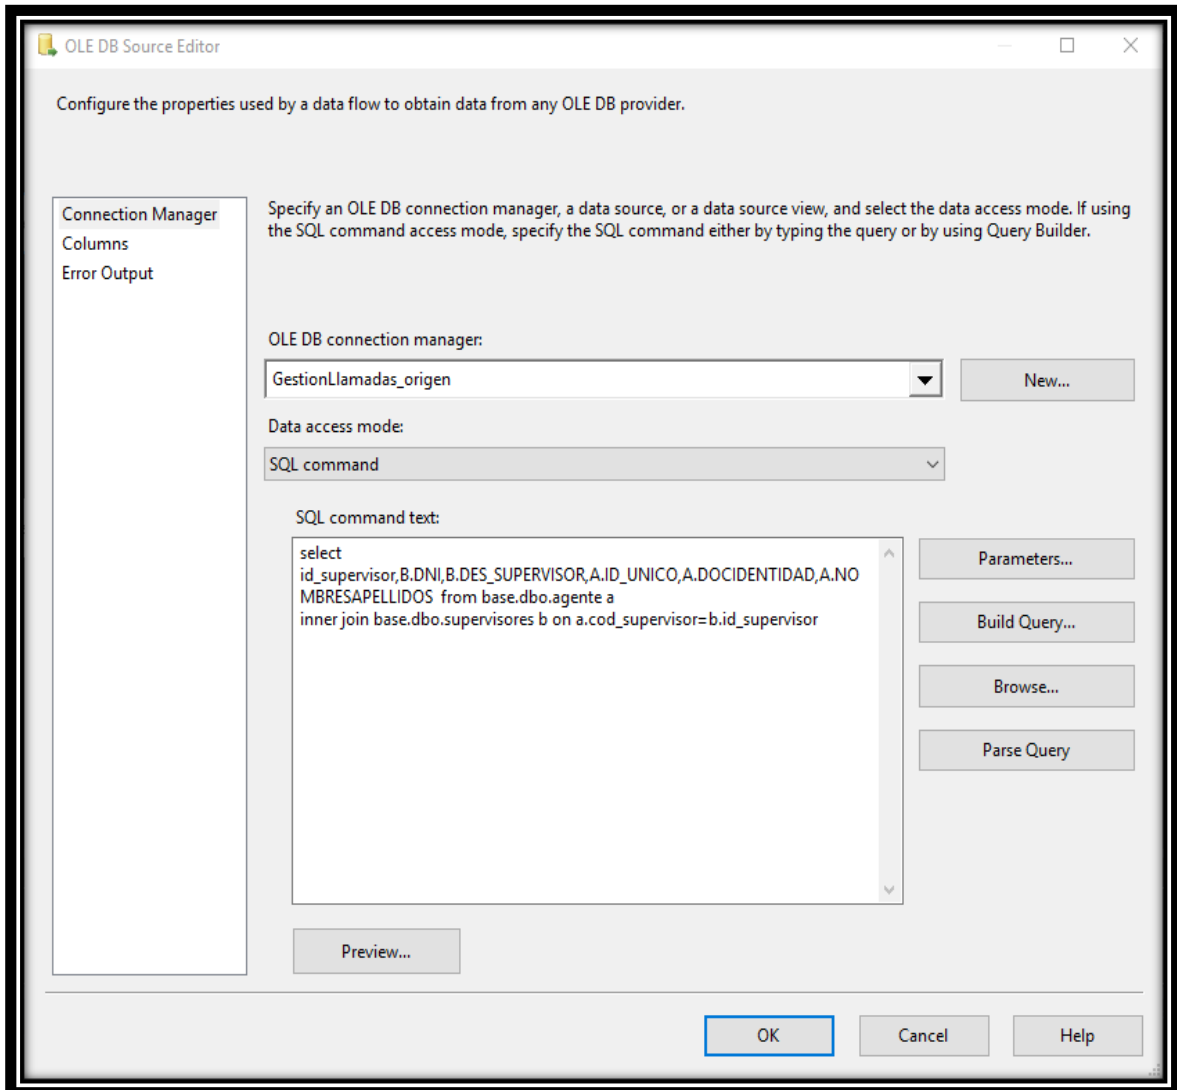 OLE DB Source Editor
Configure the properties used by a data flow to obtain data from any OLE DB provider.
Connection Manager
Columns
Error Output
Specify an OLE DB connection manager, a data source, or a data source view, and select the data access mode. If using
the SQL command access mode, specify the SQL command either by typing the query or by using Query Builder.
OLE DB connection manager:
GestionLlamadas_origen
New...
Data access mode:
SQL command
SQL command text:
select
id_supervisor,B.DNI,B.DES_SUPERVISOR,A.ID_UNICO,A.DOCIDENTIDAD,A.NO
MBRESAPELLIDOS  from base.dbo.agente a
inner join base.dbo.supervisores b on a.cod_supervisor=b.id_supervisor
Parameters...
Build Query...
Browse...
Parse Query
Preview...
OK
Cancel
Help